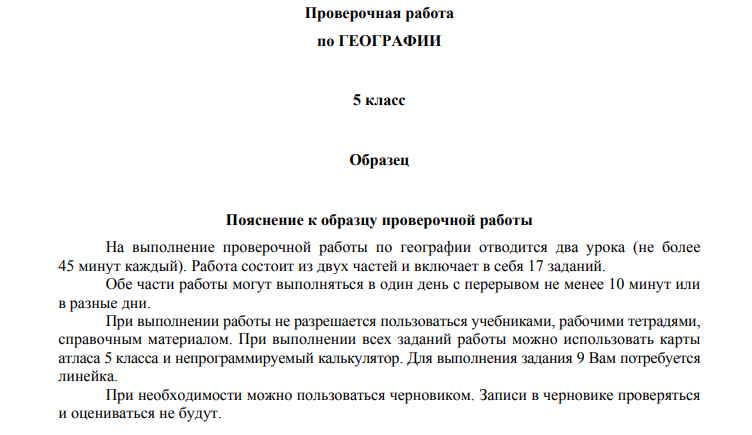 Проверочная работа
по ГЕОГРАФИИ
5 класс
Образец
Пояснение к образцу проверочной работы
На выполнение проверочной работы по географии отводится два урока (не более
45 минут каждый). Работа состоит из двух частей и включает в себя 17 заданий.
Обе части работы могут выполняться в один день с перерывом не менее 10 минут или
в разные дни.
При выполнении работы не разрешается пользоваться учебниками, рабочими тетрадями,
справочным материалом. При выполнении всех заданий работы можно использовать карты
атласа 5 класса и непрограммируемый калькулятор. Для выполнения задания 9 Вам потребуется
линейка.
При необходимости можно пользоваться черновиком. Записи в черновике проверяться
и оцениваться не будут.